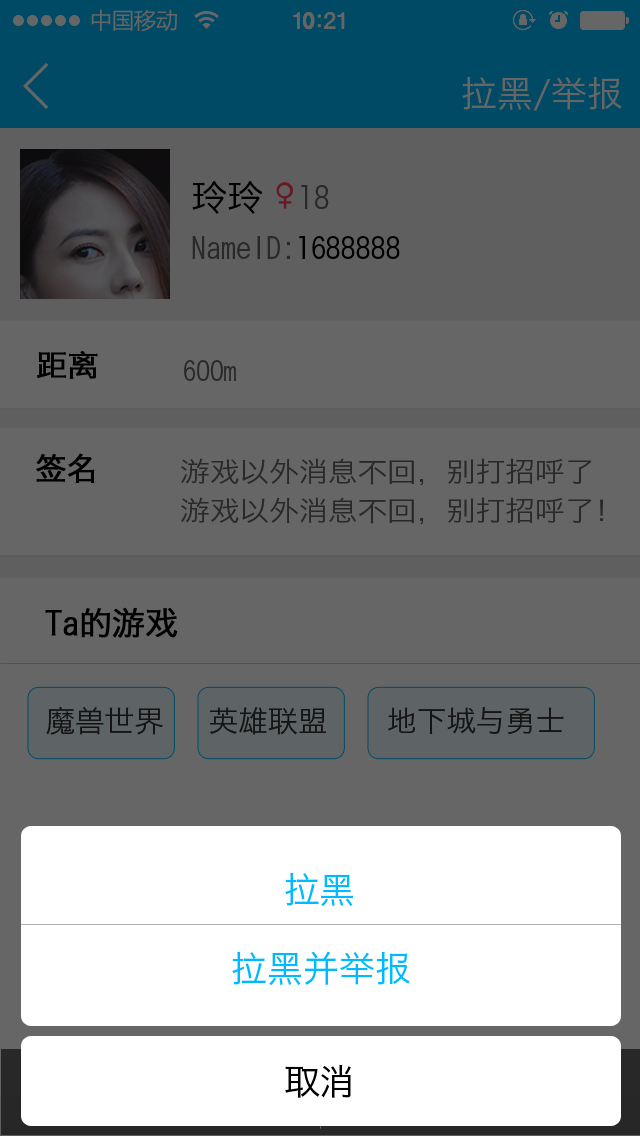 中国移动 10:21
拉黑/举报
玲玲 ♀18
NameID:1688888
距离 600m
签名 游戏以外消息不回，别打招呼了
游戏以外消息不回，别打招呼了！
Ta的游戏
魔兽世界 英雄联盟 地下城与勇士
拉黑
拉黑并举报
取消